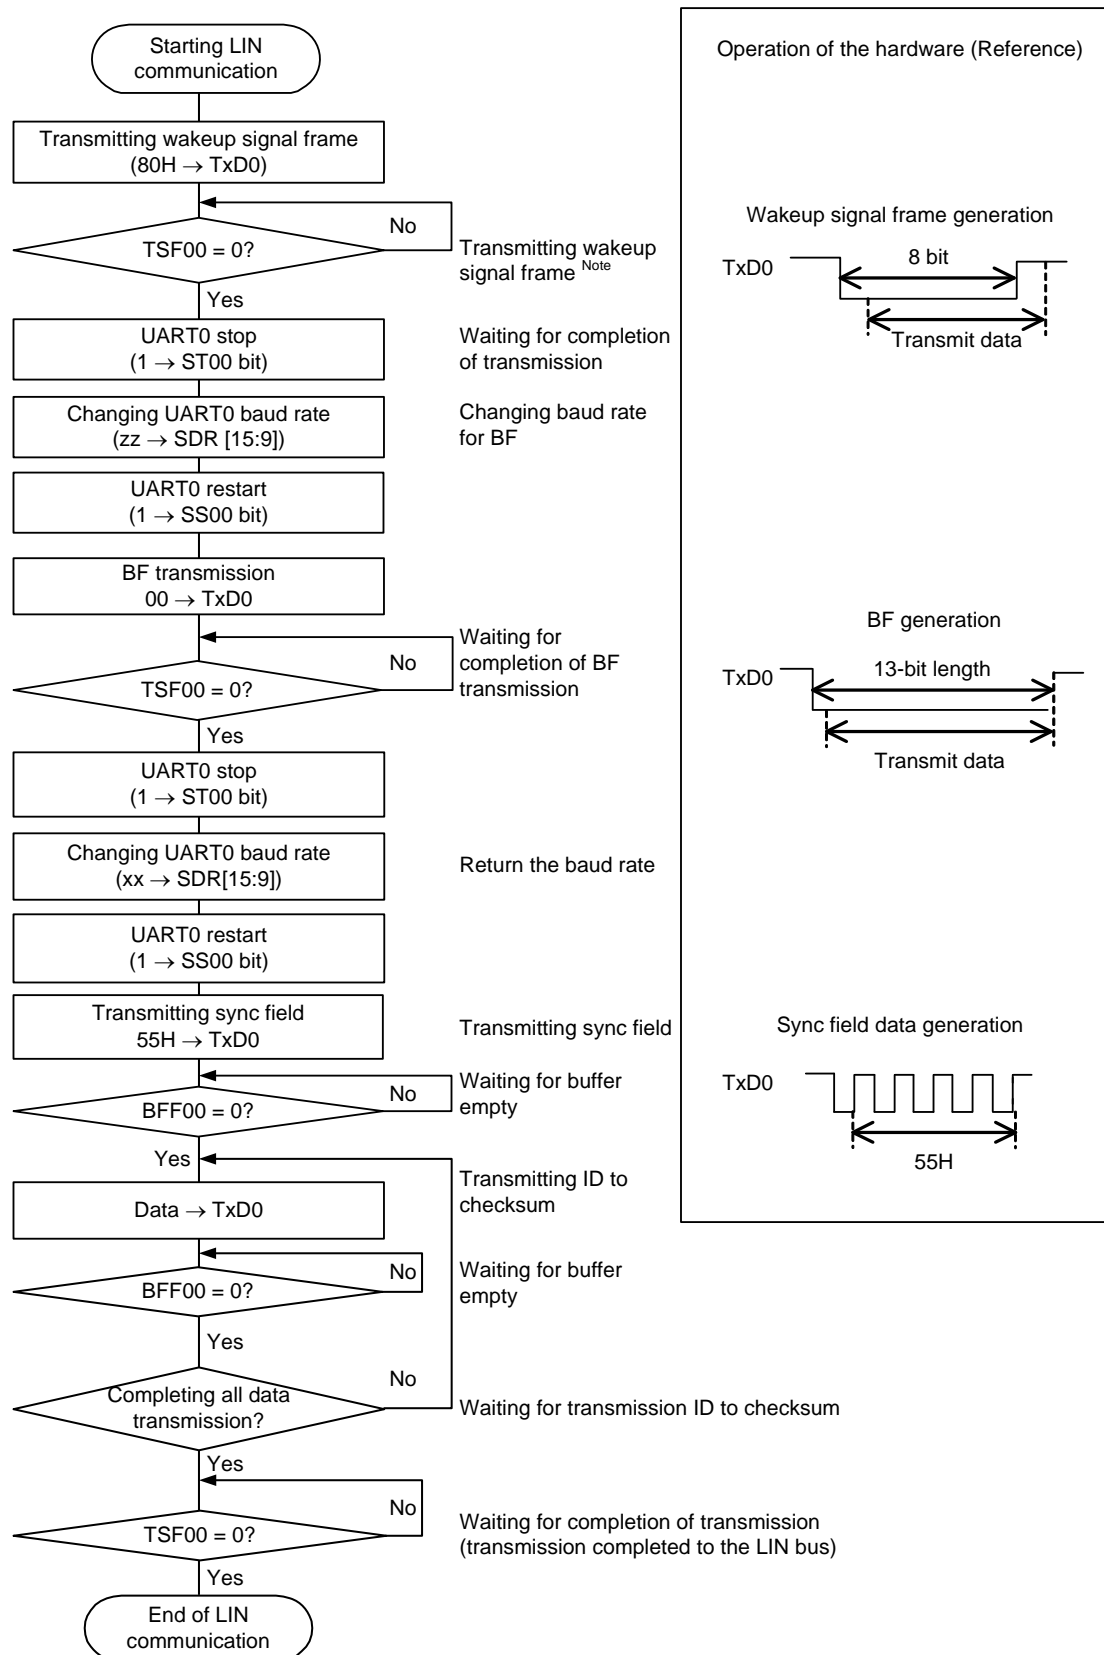 Starting LIN
communication
Transmitting wakeup signal frame
(80H → TxD0)
No
TSF00 = 0?
Transmitting wakeup
signal frame Note
Yes
UART0 stop
(1 → ST00 bit)
Waiting for completion
of transmission
Changing UART0 baud rate
(zz → SDR [15:9])
Changing baud rate
for BF
UART0 restart
(1 → SS00 bit)
BF transmission
00 → TxD0
Waiting for
completion of BF
transmission
No
TSF00 = 0?
Yes
UART0 stop
(1 → ST00 bit)
Changing UART0 baud rate
(xx → SDR[15:9])
Return the baud rate
UART0 restart
(1 → SS00 bit)
Transmitting sync field
55H → TxD0
Transmitting sync field
Waiting for buffer
empty
No
BFF00 = 0?
Yes
Transmitting ID to
checksum
Data → TxD0
No
BFF00 = 0?
Waiting for buffer
empty
Yes
No
Completing all data
transmission?
Waiting for transmission ID to checksum
Yes
No
TSF00 = 0?
Waiting for completion of transmission
(transmission completed to the LIN bus)
Yes
End of LIN
communication
Operation of the hardware (Reference)
Wakeup signal frame generation
TxD0
8 bit
Transmit data
BF generation
TxD0
13-bit length
Transmit data
Sync field data generation
TxD0
55H